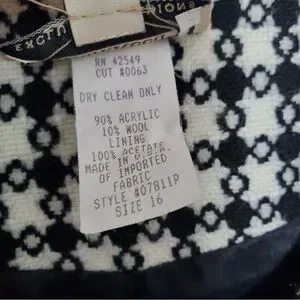 RN 42549
CUT #0063
DRY CLEAN ONLY
90% ACRYLIC
10% WOOL
LINING
100% ACETATE
MADE IN U.S.A.
OF IMPORTED
FABRIC
STYLE #07811P
SIZE 16